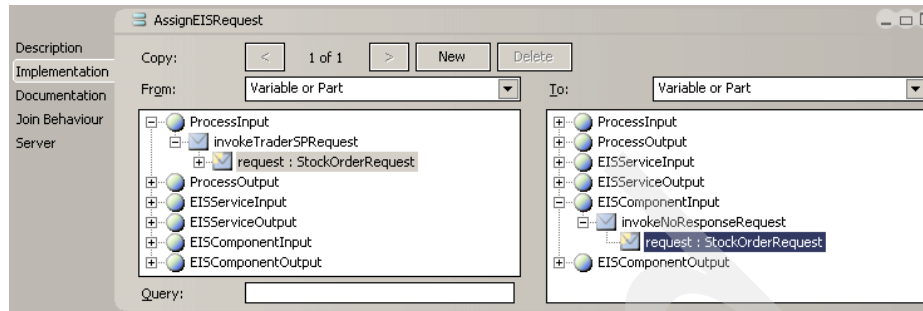 AssignEISRequest
Description
Implementation
Documentation
Join Behaviour
Server
Copy: < 1 of 1 > New Delete
From: Variable or Part
ProcessInput
invokeTraderSPRequest
request : StockOrderRequest
ProcessOutput
EISServiceInput
EISServiceOutput
EISComponentInput
EISComponentOutput
Query:
To: Variable or Part
ProcessInput
ProcessOutput
EISServiceInput
EISServiceOutput
EISComponentInput
invokeNoResponseRequest
request : StockOrderRequest
EISComponentOutput